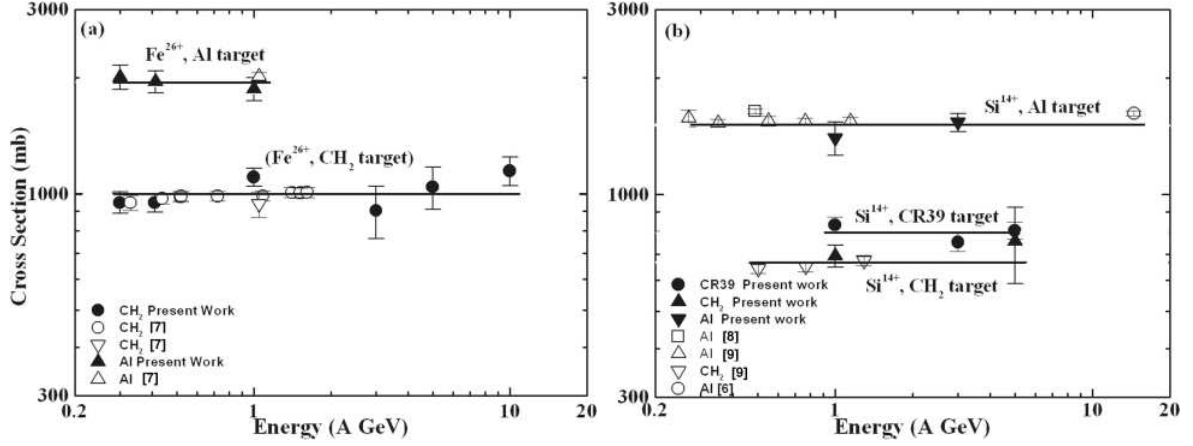 3000
(a)
Fe²⁶⁺, Al target
(Fe²⁶⁺, CH₂ target)
1000
Cross Section (mb)
CH₂ Present Work
CH₂ [7]
CH₂ [7]
Al Present Work
Al [7]
300
0.2
1
10
20
Energy (A GeV)
3000
(b)
Si¹⁴⁺, Al target
1000
Si¹⁴⁺, CR39 target
Si¹⁴⁺, CH₂ target
CR39 Present work
CH₂ Present work
Al Present work
Al [8]
Al [9]
CH₂ [9]
Al [6]
300
0.2
1
10
20
Energy (A GeV)